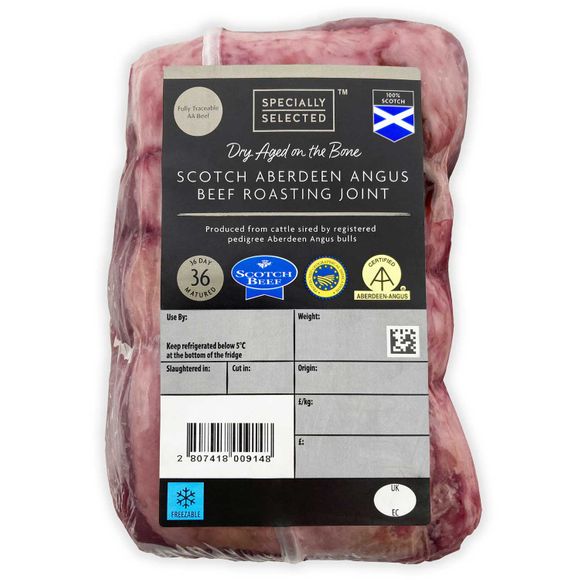 Fully Traceable
AA Beef
SPECIALLY
SELECTED
™
100%
SCOTCH
Dry Aged on the Bone
SCOTCH ABERDEEN ANGUS
BEEF ROASTING JOINT
Produced from cattle sired by registered
pedigree Aberdeen Angus bulls
36 DAY
36
MATURED
SCOTCH
BEEF
CERTIFIED
ABERDEEN-ANGUS
Use By:
Weight:
Keep refrigerated below 5°C
at the bottom of the fridge
Slaughtered in:
Cut in:
Origin:
£/kg:
£:
2 807418 009148
FREEZABLE
UK
EC